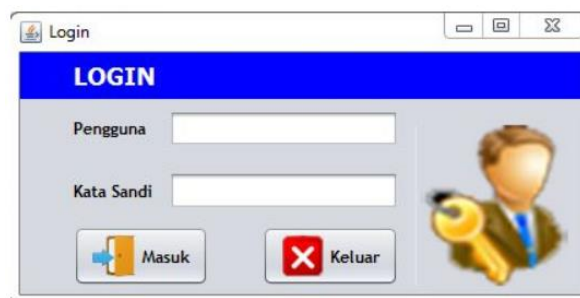 Login
LOGIN
Pengguna
Kata Sandi
Masuk
Keluar